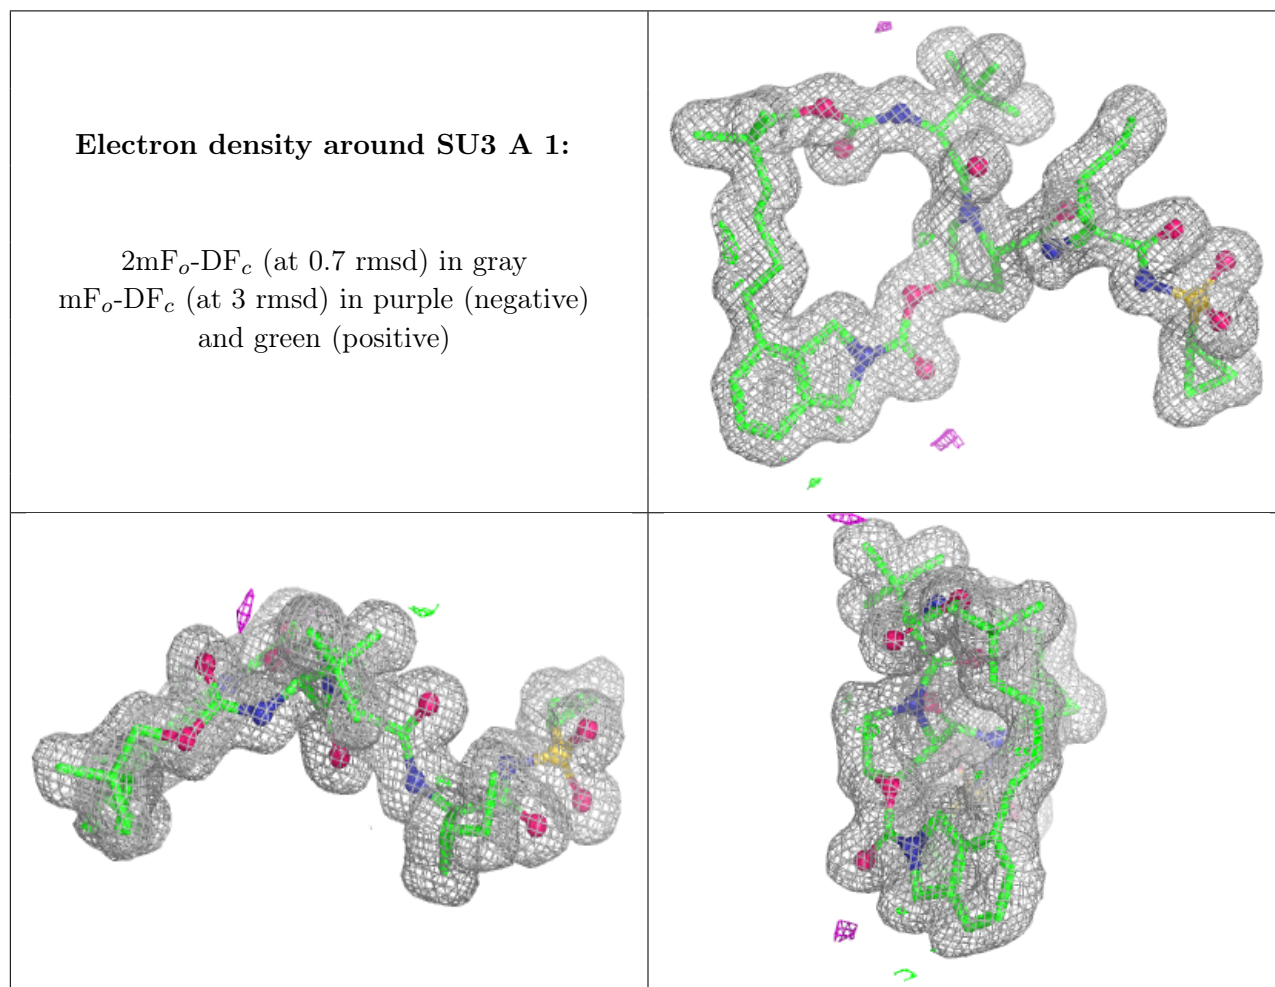 Electron density around SU3 A 1:
2mFo-DFc (at 0.7 rmsd) in gray
mFo-DFc (at 3 rmsd) in purple (negative)
and green (positive)